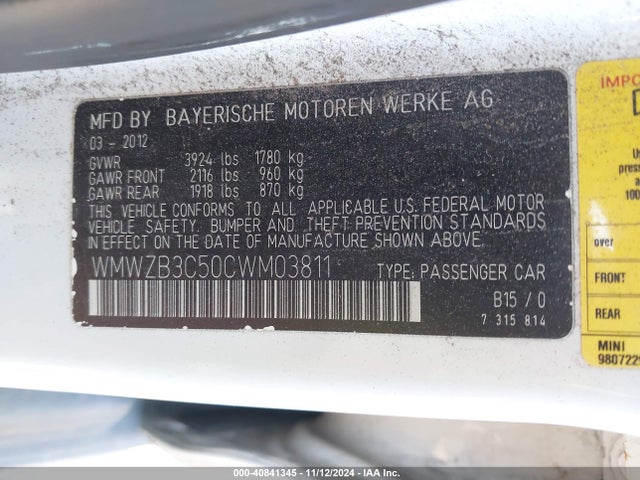 MFD BY BAYERISCHE MOTOREN WERKE AG
03 - 2012
GVWR 3924 lbs 1780 kg
GAWR FRONT 2116 lbs 960 kg
GAWR REAR 1918 lbs 870 kg
THIS VEHICLE CONFORMS TO ALL APPLICABLE U.S. FEDERAL MOTOR
VEHICLE SAFETY, BUMPER AND THEFT PREVENTION STANDARDS
IN EFFECT ON THE DATE OF MANUFACTURE SHOWN ABOVE.
WMWZB3C50CWM03811 TYPE: PASSENGER CAR
B15 / 0
7 315 814
over
FRONT
REAR
MINI
000-40841345 - 11/12/2024 - IAA Inc.